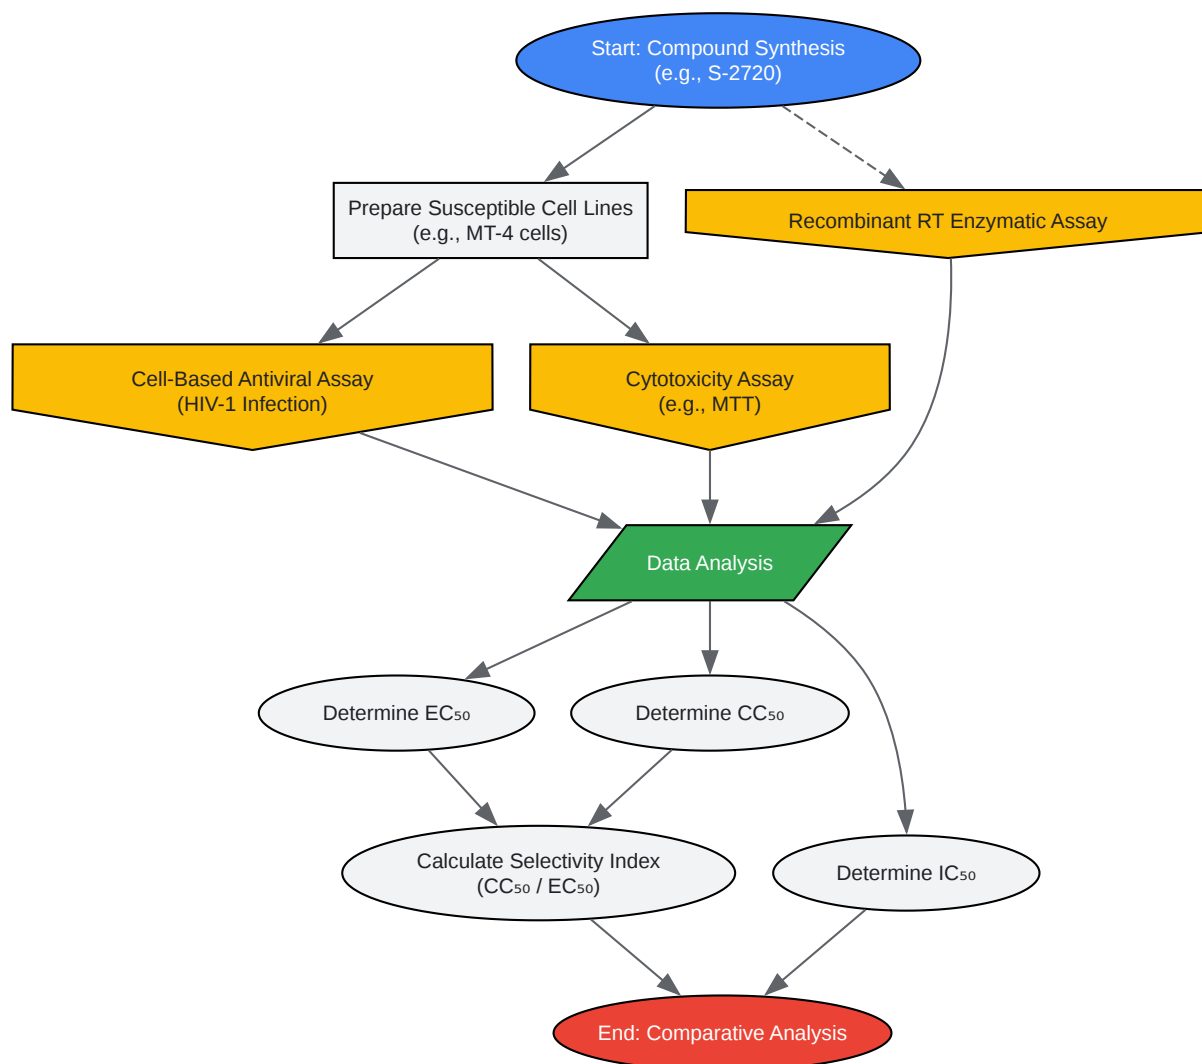 Start: Compound Synthesis
(e.g., S-2720)
Prepare Susceptible Cell Lines
(e.g., MT-4 cells)
Recombinant RT Enzymatic Assay
Cell-Based Antiviral Assay
(HIV-1 Infection)
Cytotoxicity Assay
(e.g., MTT)
Data Analysis
Determine EC₅₀
Determine CC₅₀
Calculate Selectivity Index
(CC₅₀ / EC₅₀)
Determine IC₅₀
End: Comparative Analysis